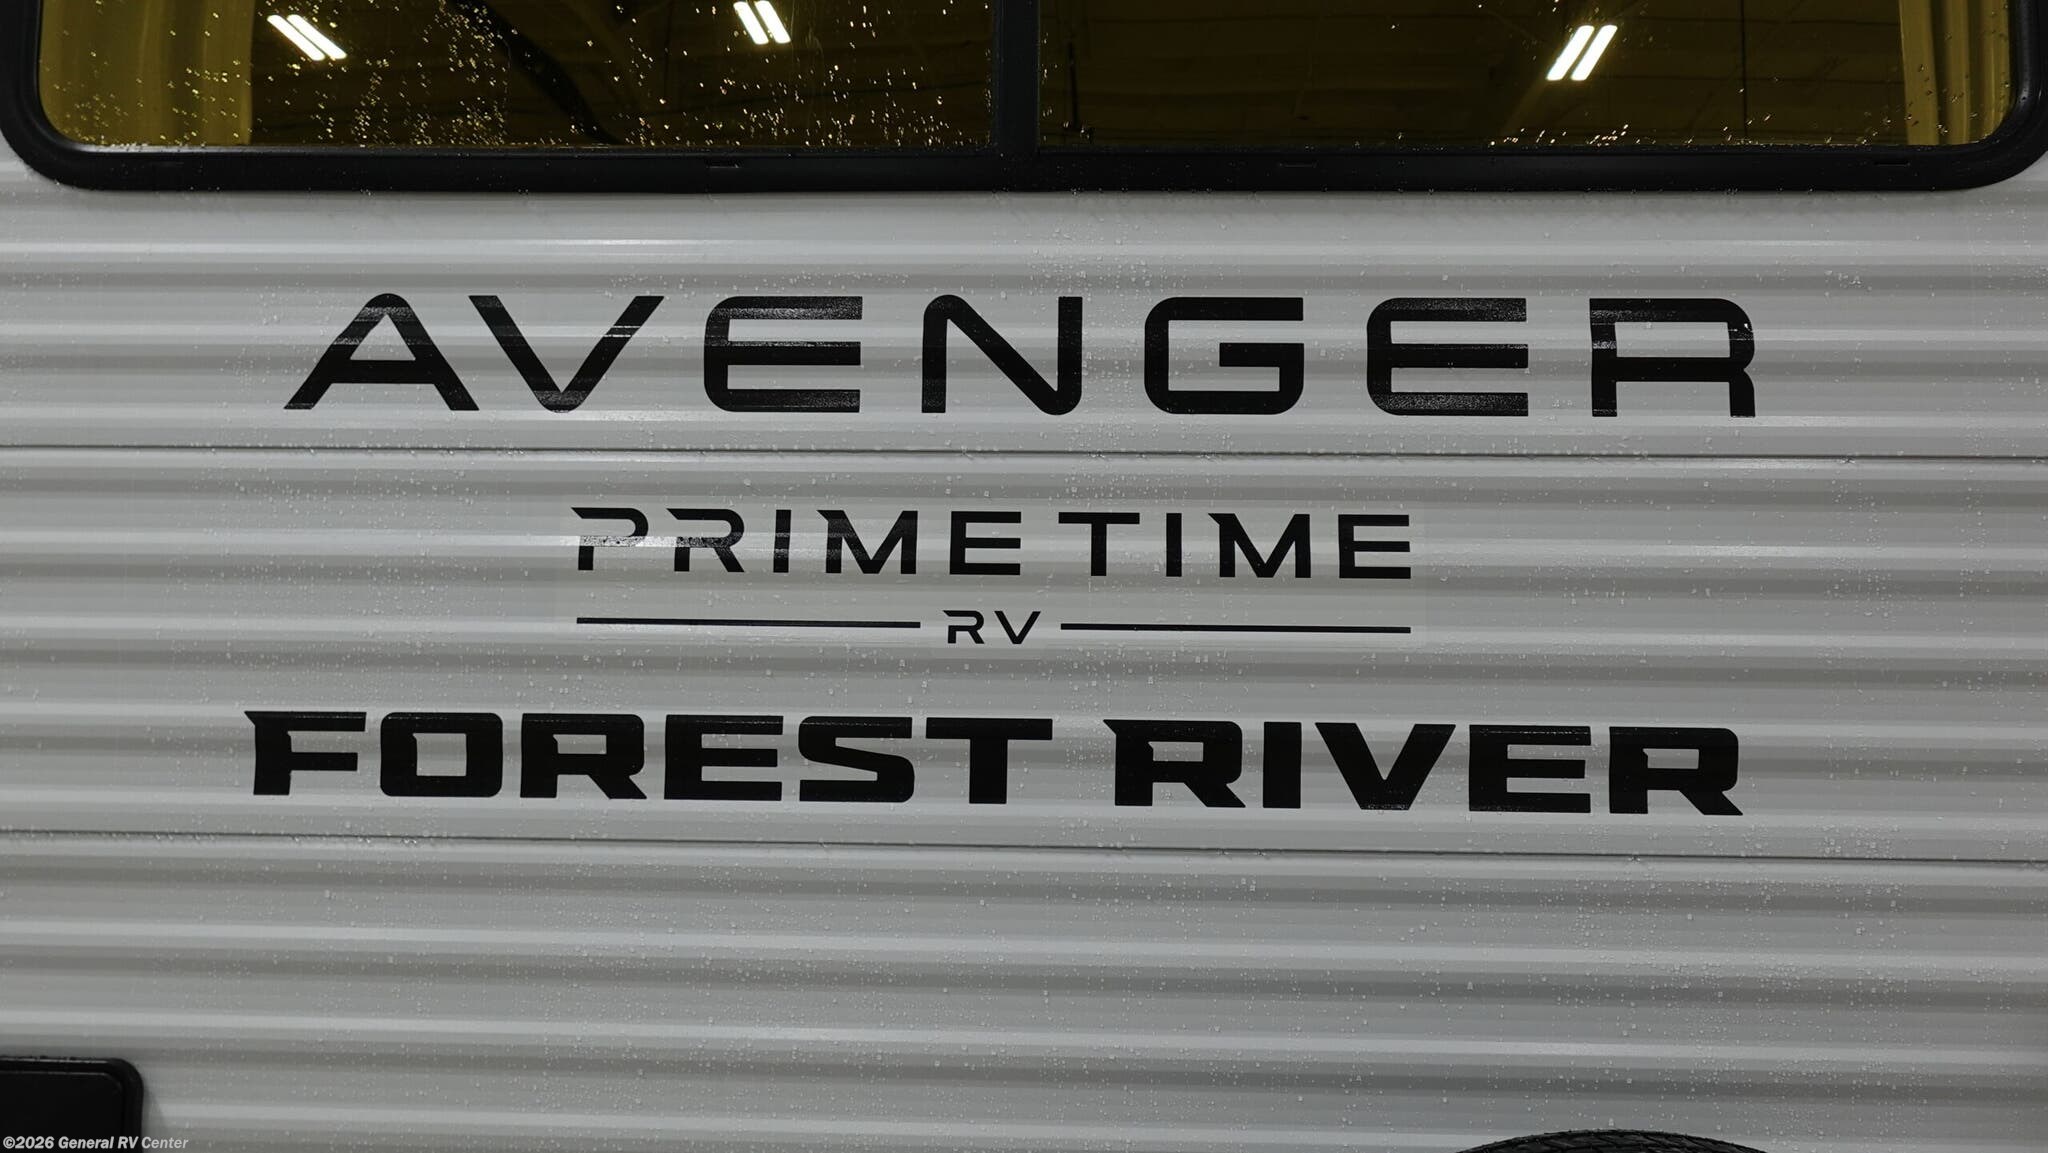 AVENGER
PRIME TIME
RV
FOREST RIVER
©2026 General RV Center